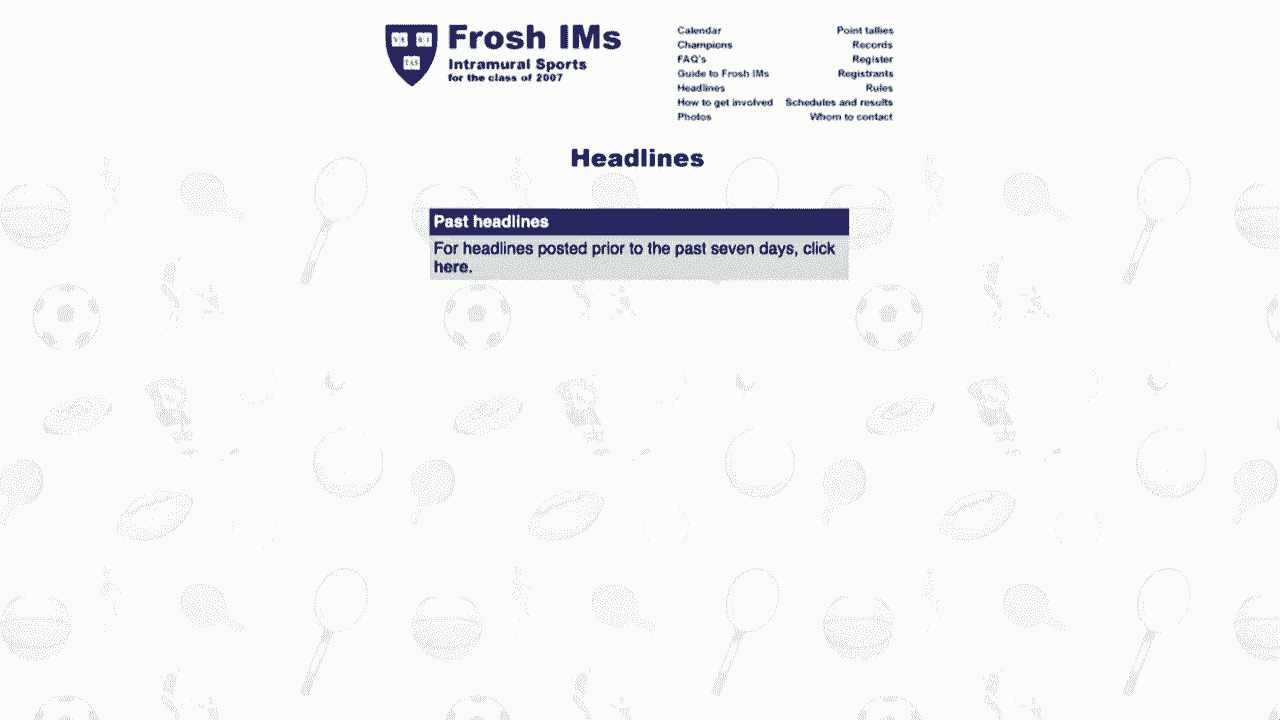 VE RI
TAS
Frosh IMs
Intramural Sports
for the class of 2007
Calendar
Champions
FAQ's
Guide to Frosh IMs
Headlines
How to get involved
Photos
Point tallies
Records
Register
Registrants
Rules
Schedules and results
Whom to contact
Headlines
Past headlines
For headlines posted prior to the past seven days, click
here.